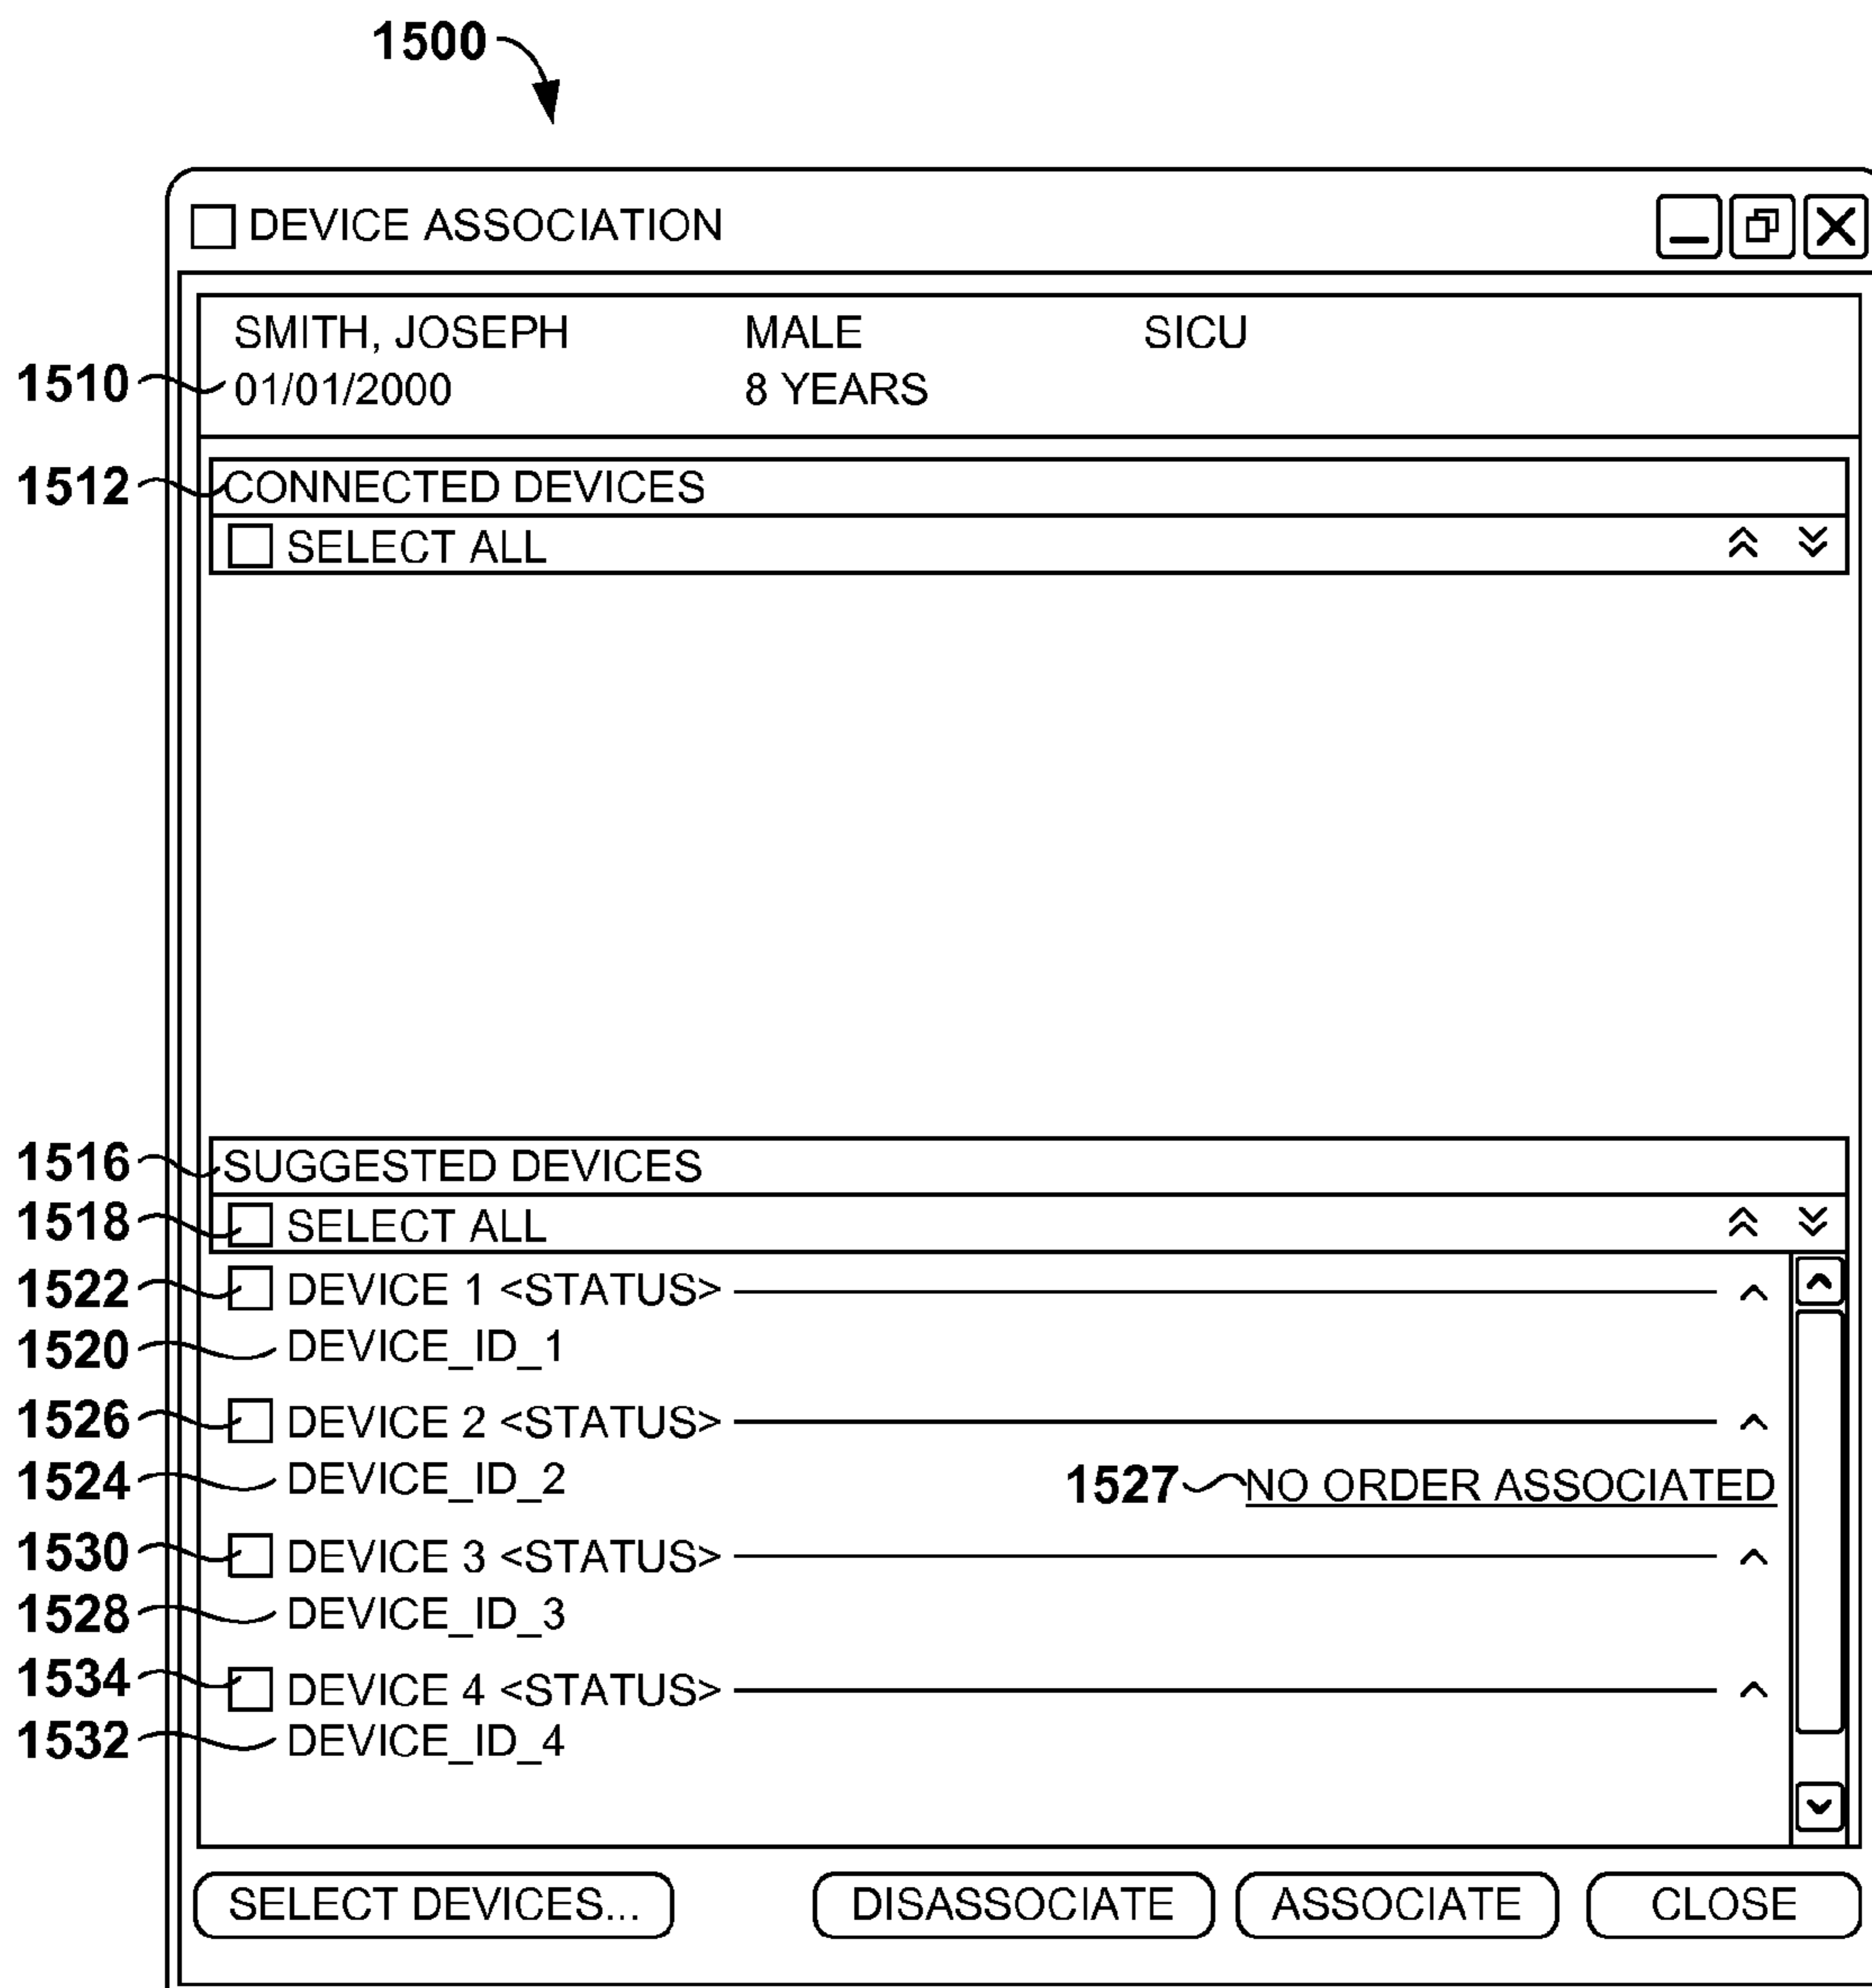 1500
DEVICE ASSOCIATION
SMITH, JOSEPH MALE SICU
1510 01/01/2000 8 YEARS
1512 CONNECTED DEVICES
SELECT ALL
1516 SUGGESTED DEVICES
1518 SELECT ALL
1522 DEVICE 1 <STATUS>
1520 DEVICE_ID_1
1526 DEVICE 2 <STATUS>
1524 DEVICE_ID_2 1527 NO ORDER ASSOCIATED
1530 DEVICE 3 <STATUS>
1528 DEVICE_ID_3
1534 DEVICE 4 <STATUS>
1532 DEVICE_ID_4
SELECT DEVICES... DISASSOCIATE ASSOCIATE CLOSE